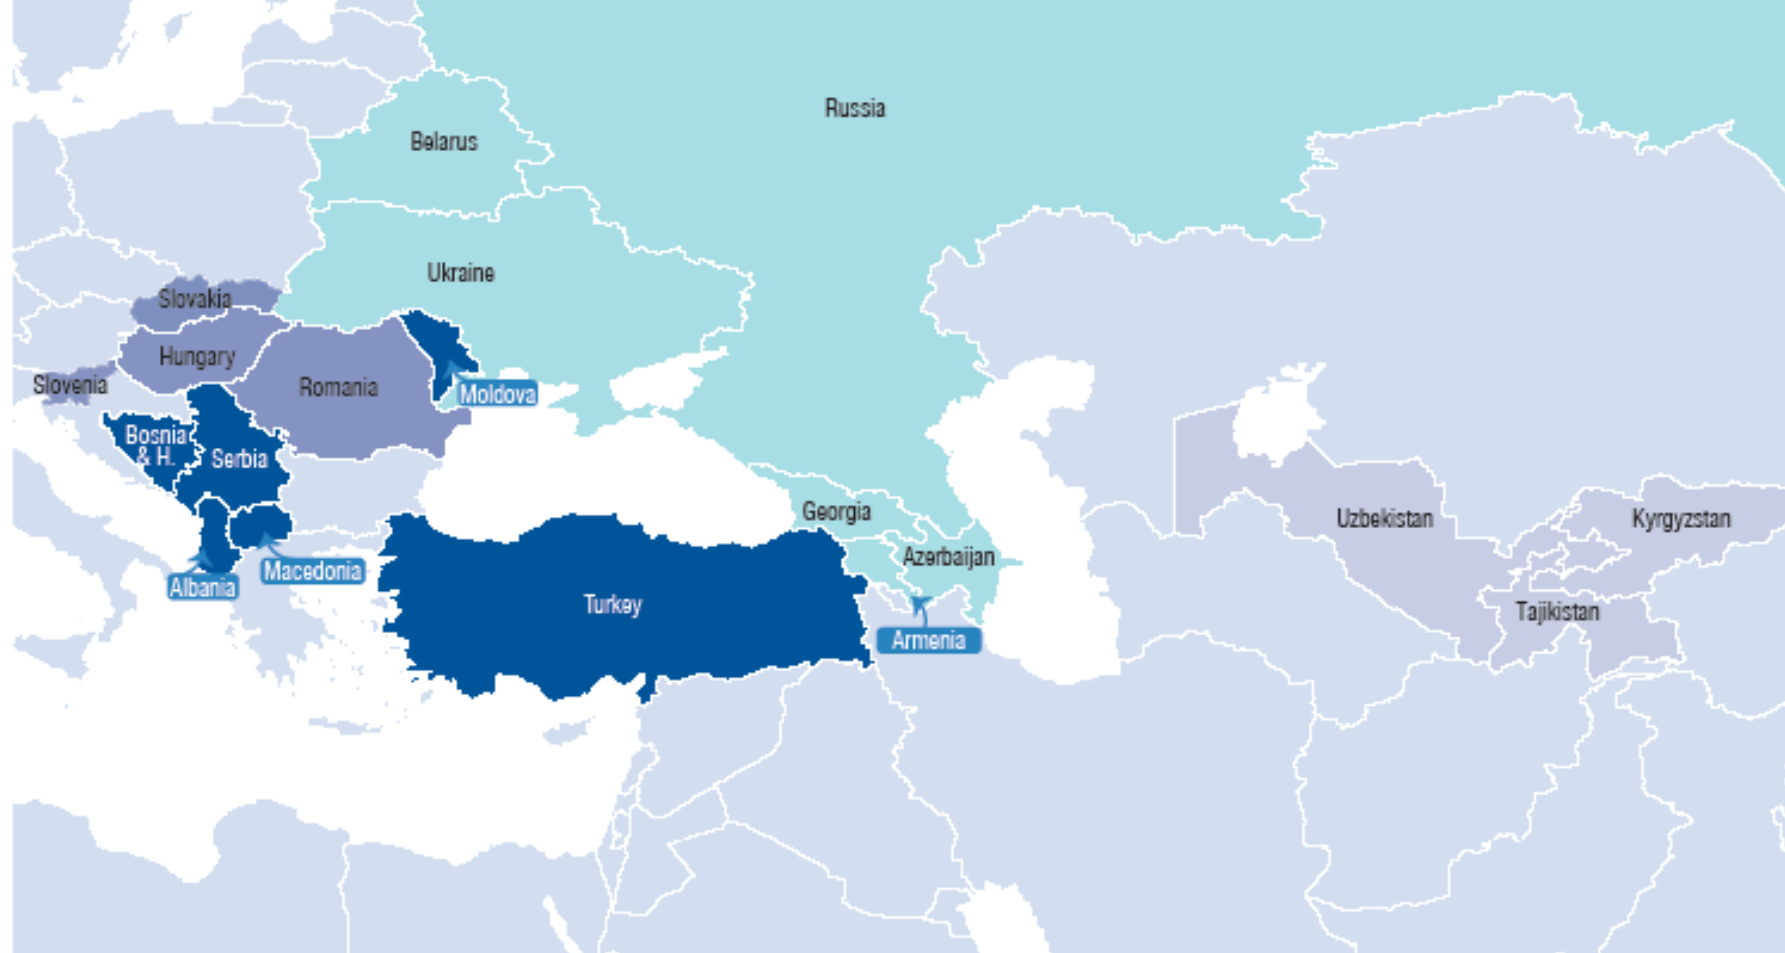 Russia
Belarus
Ukraine
Slovakia
Hungary
Slovenia
Romania
Moldova
Bosnia
& H.
Serbia
Georgia
Uzbekistan
Kyrgyzstan
Azerbaijan
Macedonia
Albania
Turkey
Tajikistan
Armenia